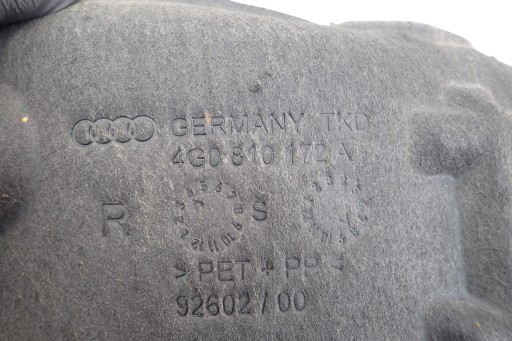 GERMANY TKD
4G0 810 172 A
R S
> PET + PP <
92602 / 00